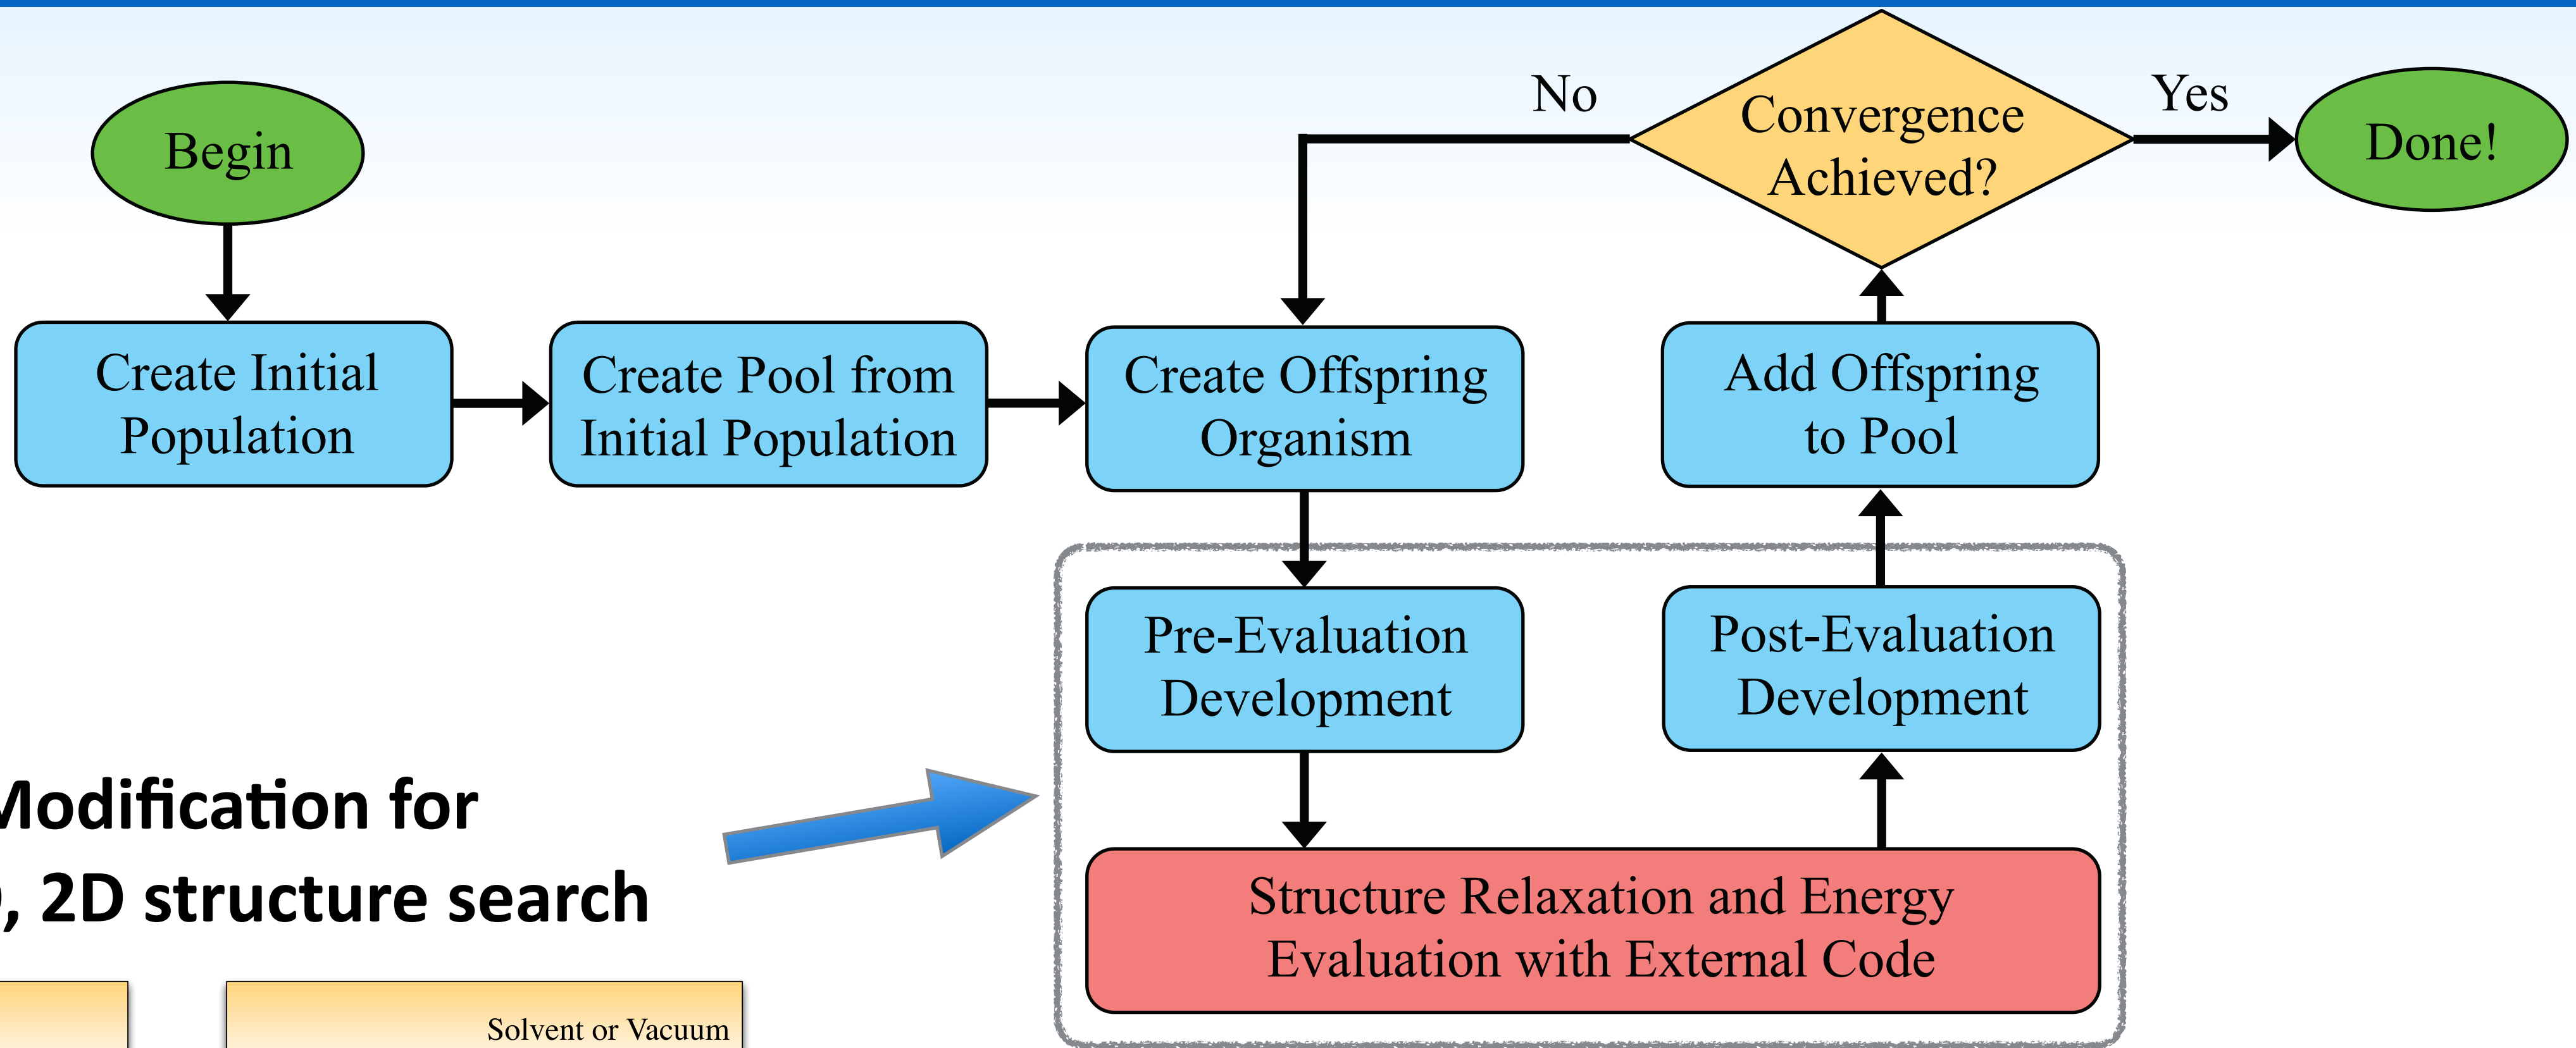 Begin
No
Convergence
Achieved?
Yes
Done!
Create Initial
Population
Create Pool from
Initial Population
Create Offspring
Organism
Add Offspring
to Pool
Pre-Evaluation
Development
Post-Evaluation
Development
Structure Relaxation and Energy
Evaluation with External Code
Modification for
, 2D structure search
Solvent or Vacuum